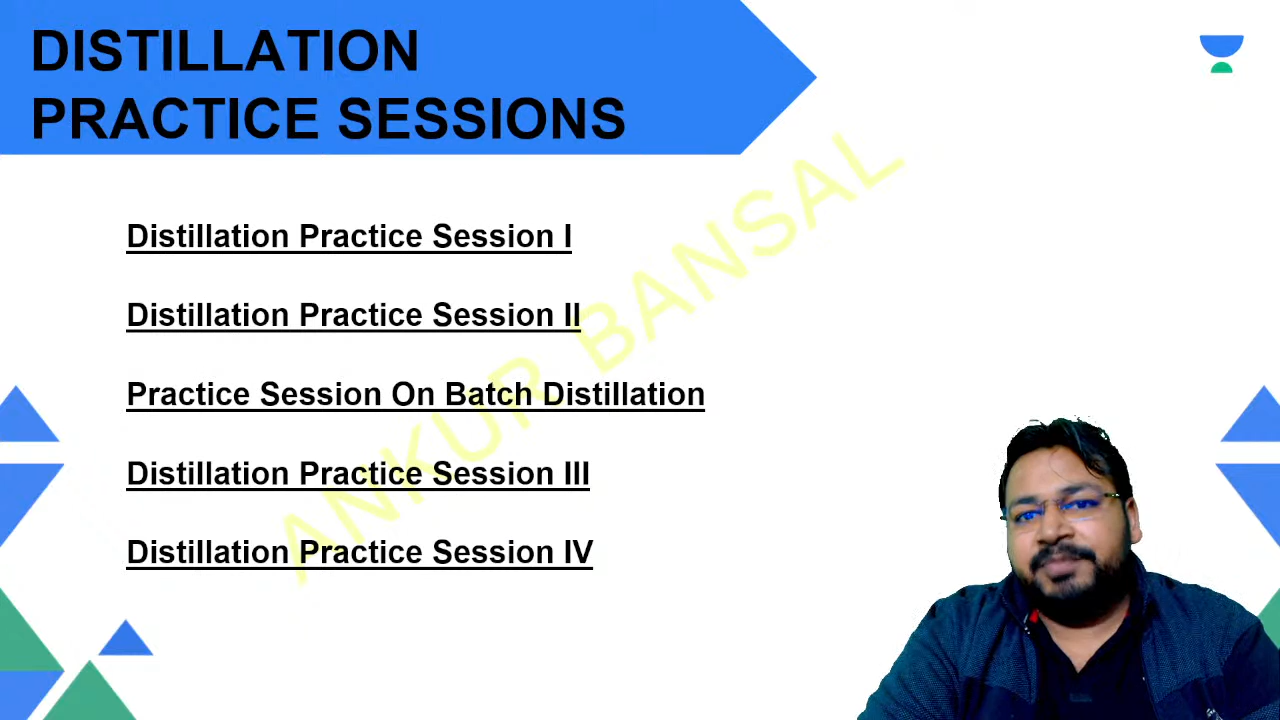 DISTILLATION
PRACTICE SESSIONS
Distillation Practice Session I
Distillation Practice Session II
Practice Session On Batch Distillation
Distillation Practice Session III
Distillation Practice Session IV
ANKUR BANSAL